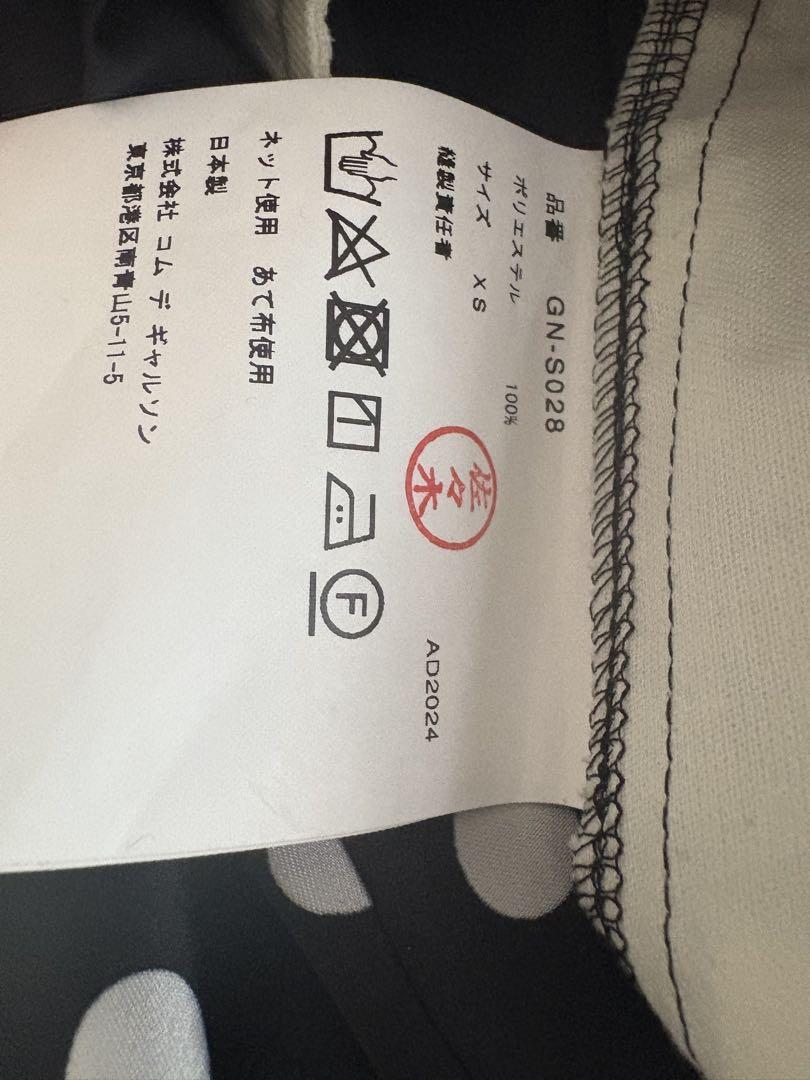 品番 GN-S028
ポリエステル 100%
サイズ XS
縫製責任者 佐々木 AD2024
F
ネット使用 あて布使用
日本製
株式会社 コム デ ギャルソン
東京都港区南青山5-11-5